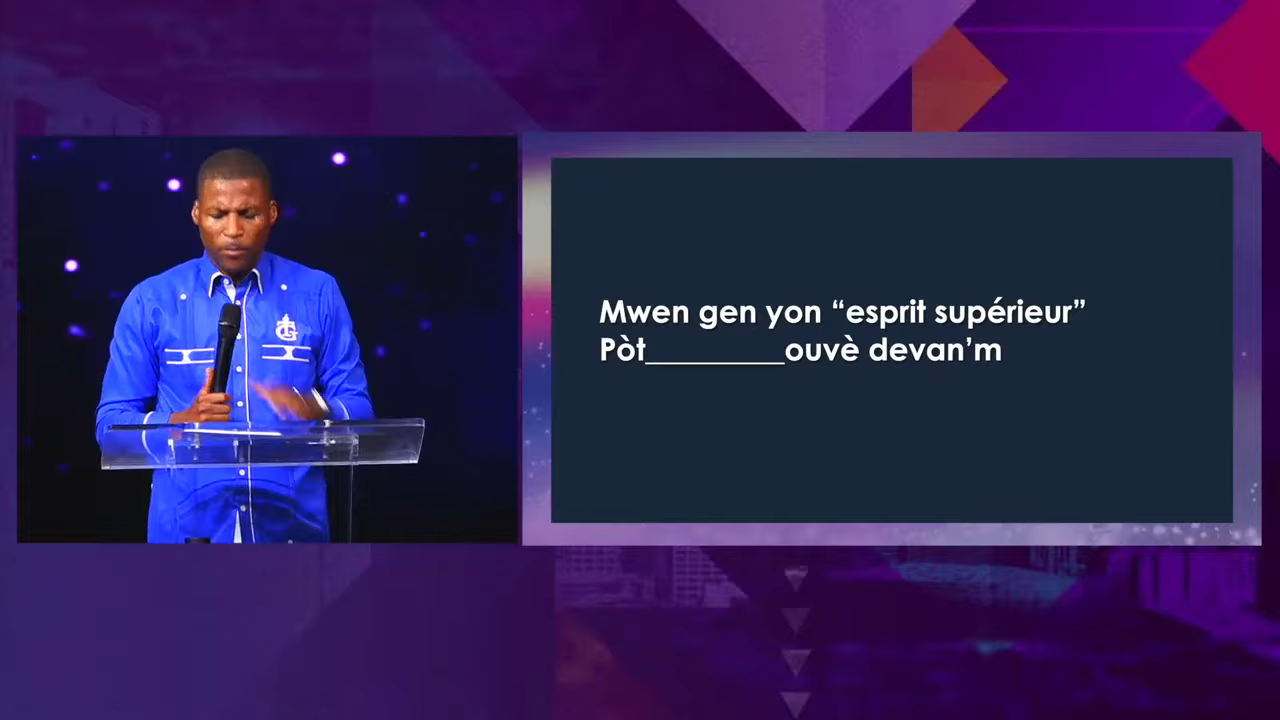 Mwen gen yon “esprit supérieur”
Pòt_________ouvè devan’m